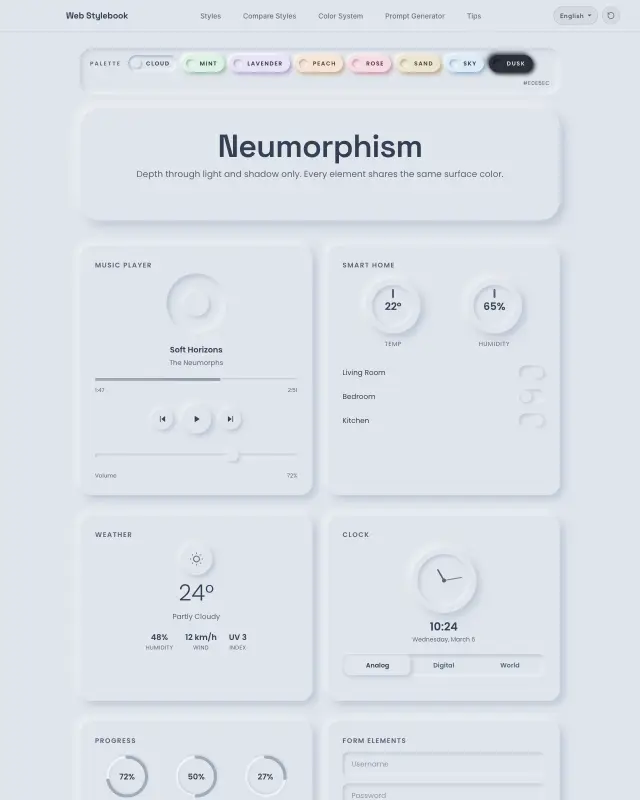 Web Stylebook
Styles Compare Styles Color System Prompt Generator Tips
English
PALETTE CLOUD MINT LAVENDER PEACH ROSE SAND SKY DUSK
Neumorphism
Depth through light and shadow only. Every element shares the same surface color.
MUSIC PLAYER
Soft Horizons
The Neumorphs
1:47 2:51
Volume 72%
SMART HOME
22° 65%
TEMP HUMIDITY
Living Room
Bedroom
Kitchen
WEATHER
24°
Partly Cloudy
48% 12 km/h UV 3
HUMIDITY WIND INDEX
CLOCK
10:24
Wednesday, March 6
Analog Digital World
PROGRESS
72% 50% 27%
FORM ELEMENTS
Username
Password